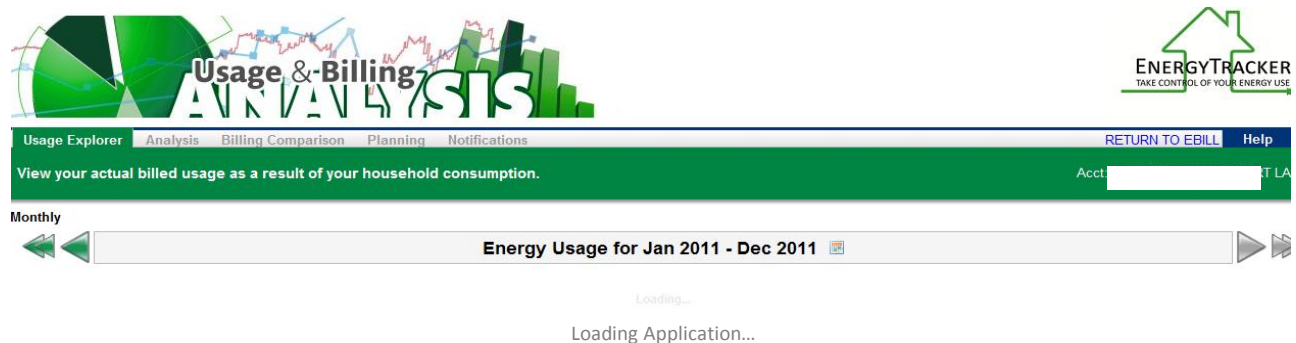 Usage & Billing
ANALYSIS
ENERGYTRACKER
TAKE CONTROL OF YOUR ENERGY USE
Usage Explorer Analysis Billing Comparison Planning Notifications RETURN TO EBILL Help
View your actual billed usage as a result of your household consumption. Acct: RT LA
Monthly
Energy Usage for Jan 2011 - Dec 2011
Loading...
Loading Application…